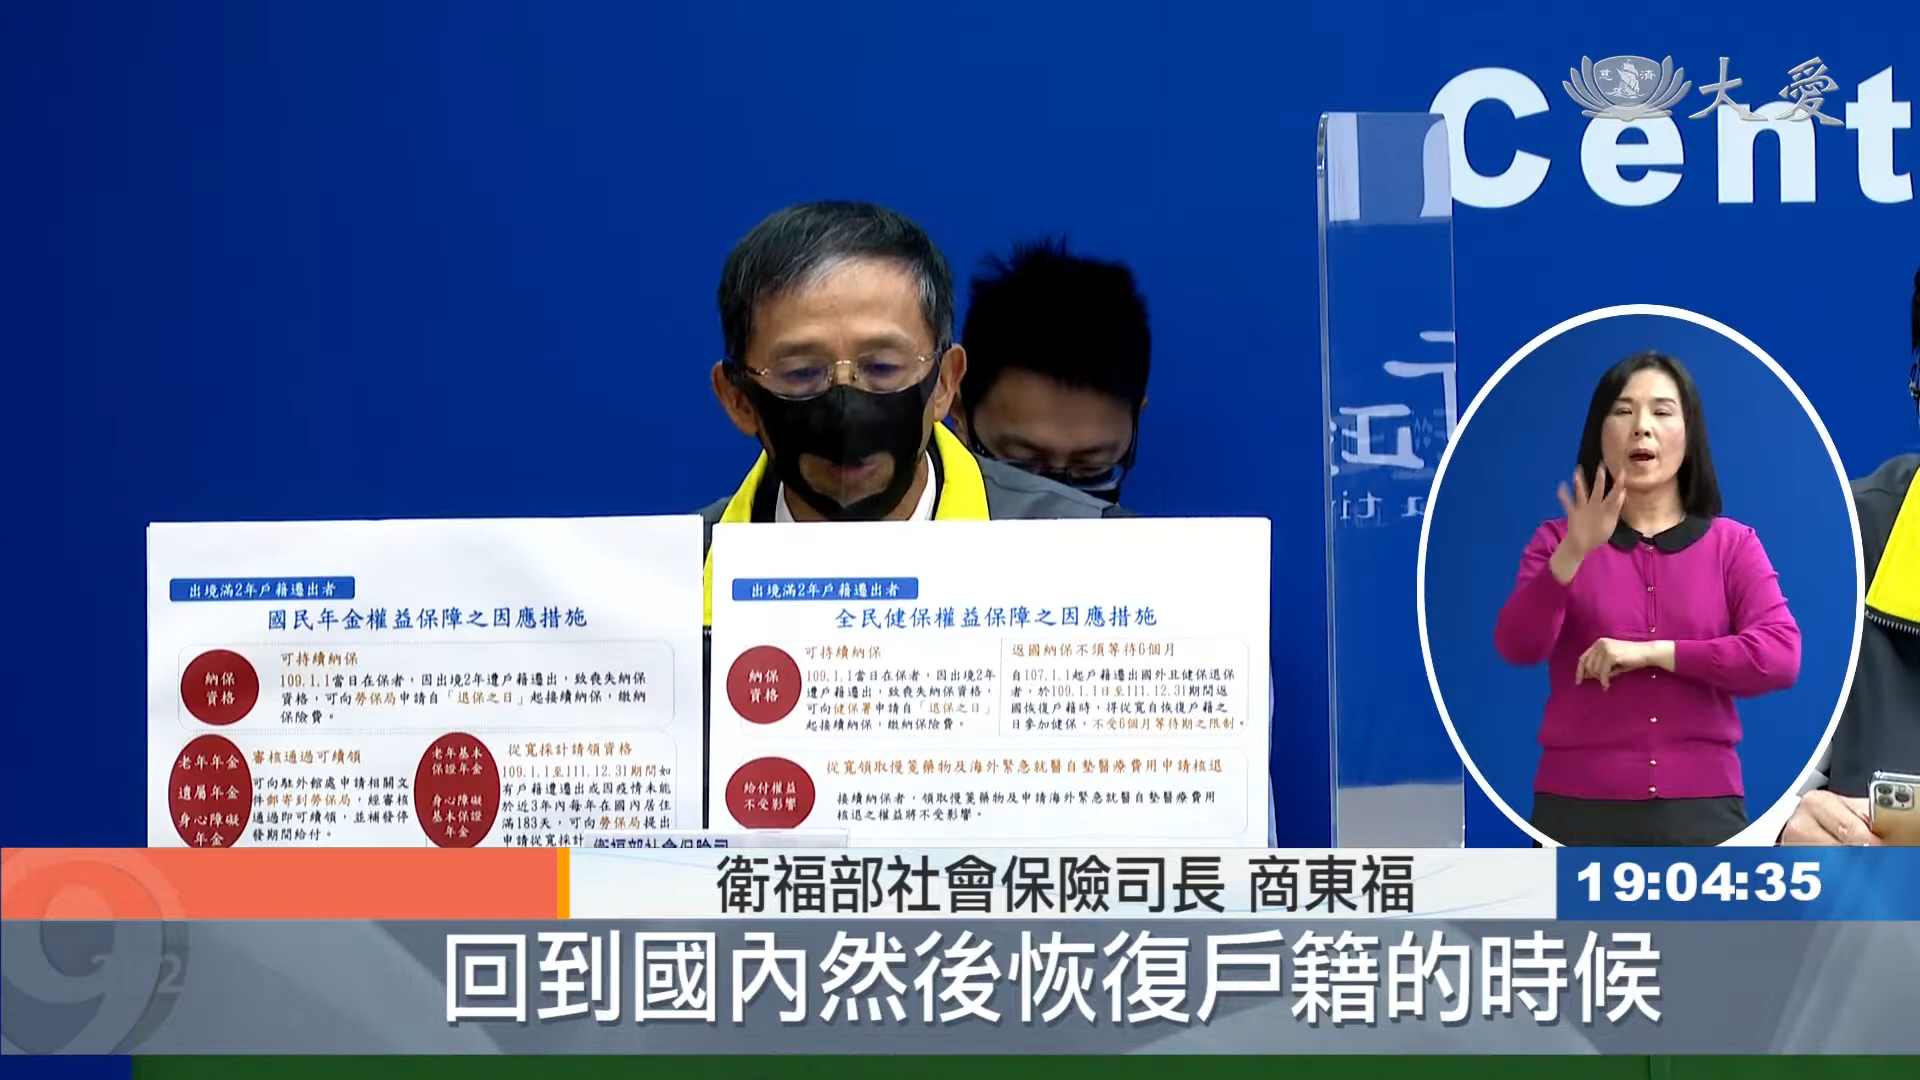 Cent
慈濟
大愛
出境滿2年戶籍遷出者
國民年金權益保障之因應措施
納保
資格
可持續納保
109.1.1當日在保者，因出境2年遭戶籍遷出，致喪失納保
資格，可向勞保局申請自「退保之日」起接續納保，繳納
保險費。
老年年金
遺屬年金
身心障礙
年金
審核通過可續領
可向駐外館處申請相關文
件郵寄到勞保局，經審核
通過即可續領，並補發停
發期間給付。
老年基本
保證年金
身心障礙
基本保證
年金
從寬採計請領資格
109.1.1至111.12.31期間如
有戶籍遭遷出或因疫情未能
於近3年內每年在國內居住
滿183天，可向勞保局提出
申請從寬採計
出境滿2年戶籍遷出者
全民健保權益保障之因應措施
納保
資格
可持續納保
109.1.1當日在保者，因出境2年
遭戶籍遷出，致喪失納保資格，
可向健保署申請自「退保之日」
起接續納保，繳納保險費。
返國納保不須等待6個月
自107.1.1起戶籍遷出國外且健保退保
者，於109.1.1日至111.12.31期間返
國恢復戶籍時，得從寬自恢復戶籍之
日參加健保，不受6個月等待期之限制。
給付權益
不受影響
從寬領取慢箋藥物及海外緊急就醫自墊醫療費用申請核退
接續納保者，領取慢箋藥物及申請海外緊急就醫自墊醫療費用
核退之權益將不受影響。
衛福部社會保險司
衛福部社會保險司長 商東福
19:04:35
回到國內然後恢復戶籍的時候